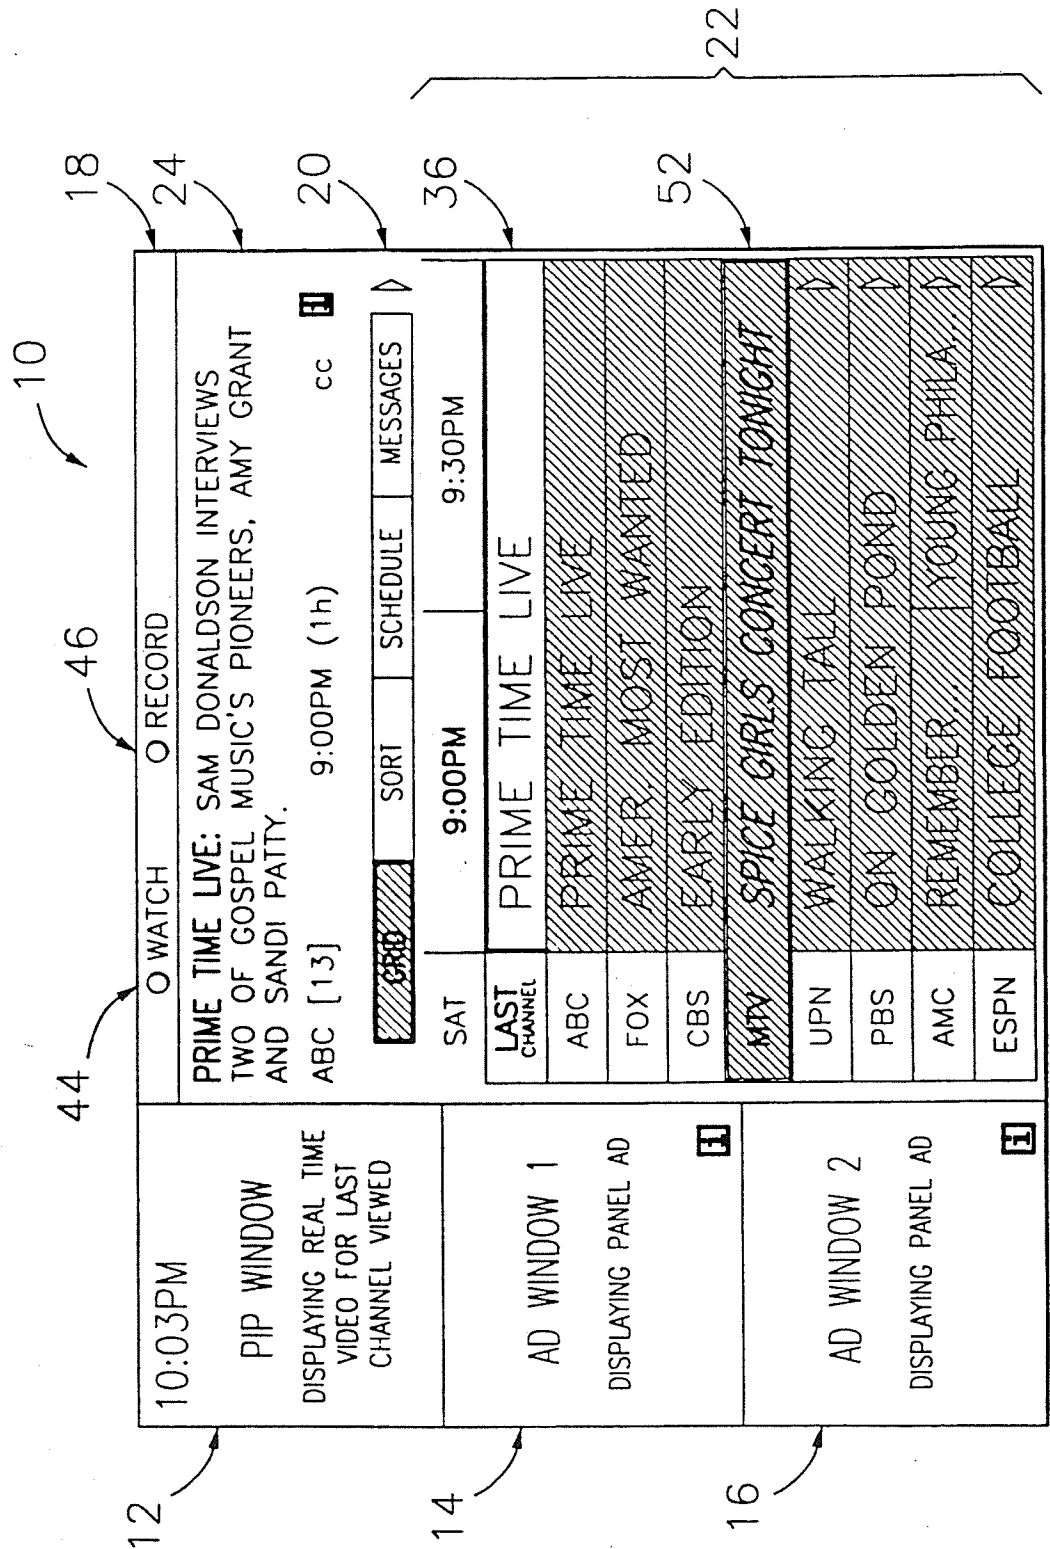 10
44
46
18
O WATCH O RECORD
24
12
10:03PM
PIP WINDOW
DISPLAYING REAL TIME
VIDEO FOR LAST
CHANNEL VIEWED
PRIME TIME LIVE: SAM DONALDSON INTERVIEWS
TWO OF GOSPEL MUSIC'S PIONEERS, AMY GRANT
AND SANDI PATTY.
ABC [13] 9:00PM (1h) cc i
20
GRID SORT SCHEDULE MESSAGES
14
AD WINDOW 1
DISPLAYING PANEL AD
i
16
AD WINDOW 2
DISPLAYING PANEL AD
i
SAT 9:00PM 9:30PM
36
LAST
CHANNEL
PRIME TIME LIVE
ABC PRIME TIME LIVE
FOX AMER. MOST WANTED
CBS EARLY EDITION
52
MTV SPICE GIRLS CONCERT TONIGHT
UPN WALKING TALL
PBS ON GOLDEN POND
AMC REMEMBER... YOUNG PHILA...
ESPN COLLEGE FOOTBALL
22